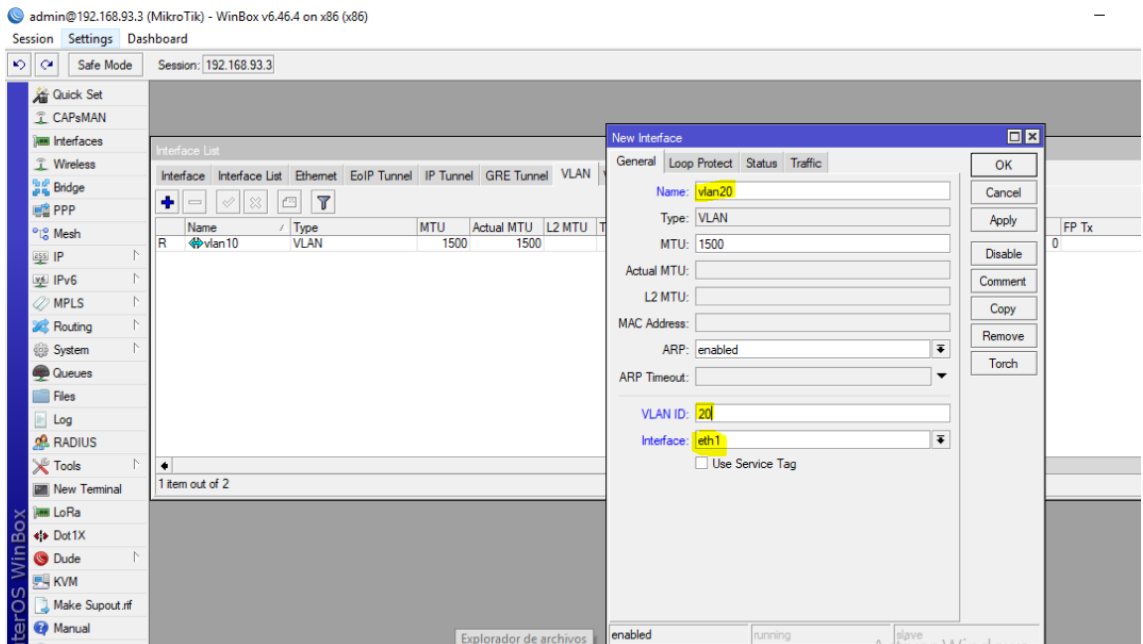 admin@192.168.93.3 (MikroTik) - WinBox v6.46.4 on x86 (x86)
Session Settings Dashboard
Safe Mode Session: 192.168.93.3
Quick Set
CAPsMAN
Interfaces
Wireless
Bridge
PPP
Mesh
IP
IPv6
MPLS
Routing
System
Queues
Files
Log
RADIUS
Tools
New Terminal
LoRa
Dot1X
Dude
KVM
Make Supout.rif
Manual
terOS WinBox
Interface List
Interface Interface List Ethernet EoIP Tunnel IP Tunnel GRE Tunnel VLAN
Name / Type MTU Actual MTU L2 MTU T FP Tx
R vlan10 VLAN 1500 1500 0
1 item out of 2
New Interface
General Loop Protect Status Traffic
Name: vlan20
Type: VLAN
MTU: 1500
Actual MTU:
L2 MTU:
MAC Address:
ARP: enabled
ARP Timeout:
VLAN ID: 20
Interface: eth1
Use Service Tag
OK
Cancel
Apply
Disable
Comment
Copy
Remove
Torch
enabled running slave
Explorador de archivos